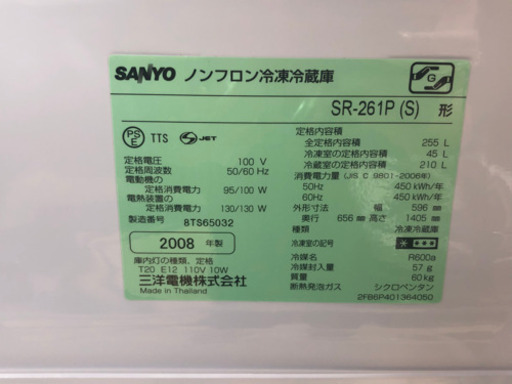 SANYO ノンフロン冷凍冷蔵庫
SR-261P (S) 形
PS E TTS S-JET
定格電圧 100 V
定格周波数 50/60 Hz
電動機の
定格消費電力 95/100 W
電熱装置の
定格消費電力 130/130 W
製造番号 8TS65032
2008 年製
庫内灯の種類、定格
T20 E12 110V 10W
三洋電機株式会社
Made in Thailand
定格内容積
全定格内容積 255 L
冷凍室の定格内容積 45 L
冷蔵室の定格内容積 210 L
消費電力量 (JIS C 9801-2006年)
50Hz 450 kWh/年
60Hz 450 kWh/年
外形寸法 幅 596 mm
奥行 656 mm 高さ 1405 mm
種類 冷凍冷蔵庫
冷凍室の記号
冷媒名 R600a
冷媒封入量 57 g
質量 60 kg
断熱発泡ガス シクロペンタン
2FB6P401364050